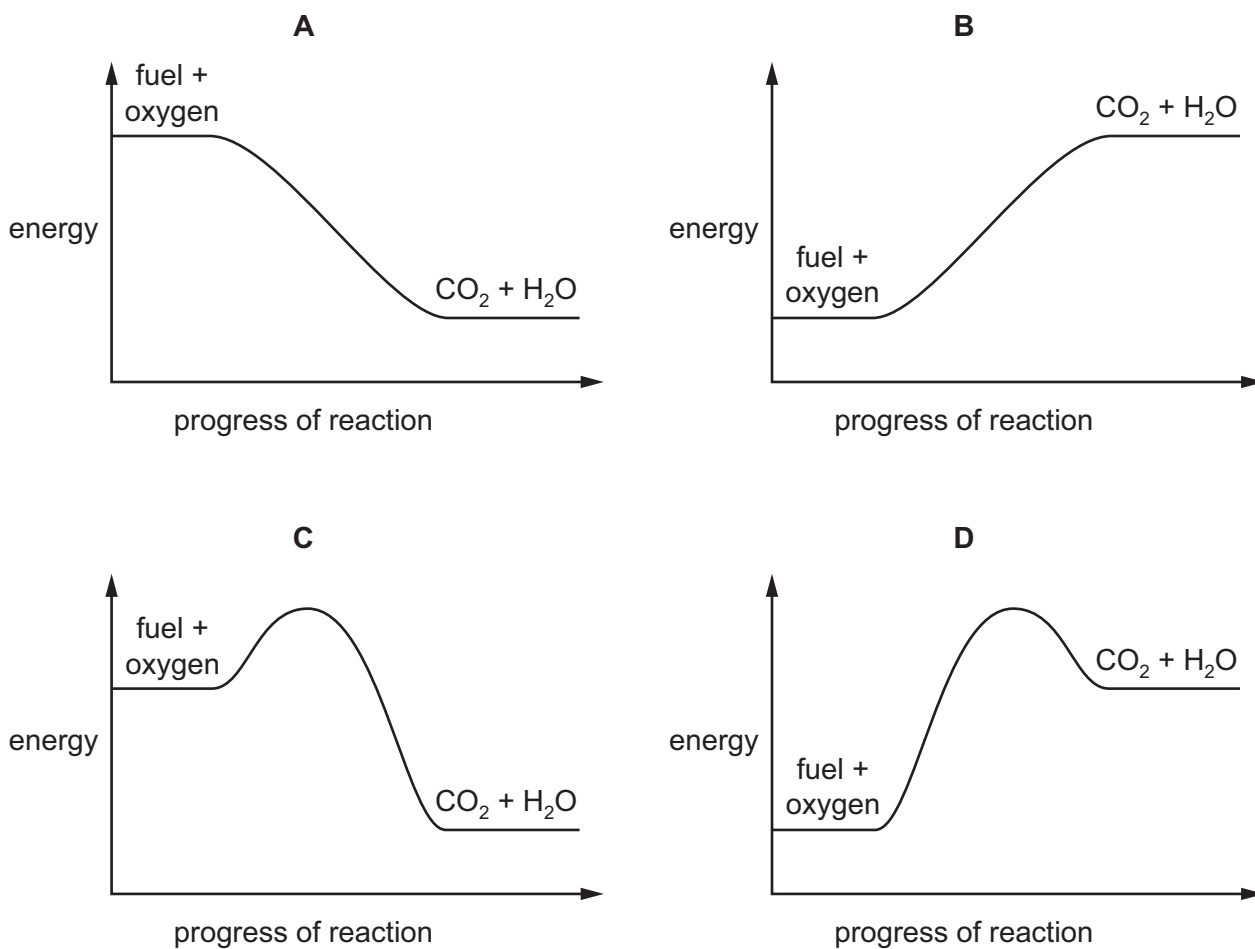 A
fuel +
oxygen
energy
CO₂ + H₂O
progress of reaction
B
CO₂ + H₂O
energy
fuel +
oxygen
progress of reaction
C
fuel +
oxygen
energy
CO₂ + H₂O
progress of reaction
D
CO₂ + H₂O
energy
fuel +
oxygen
progress of reaction